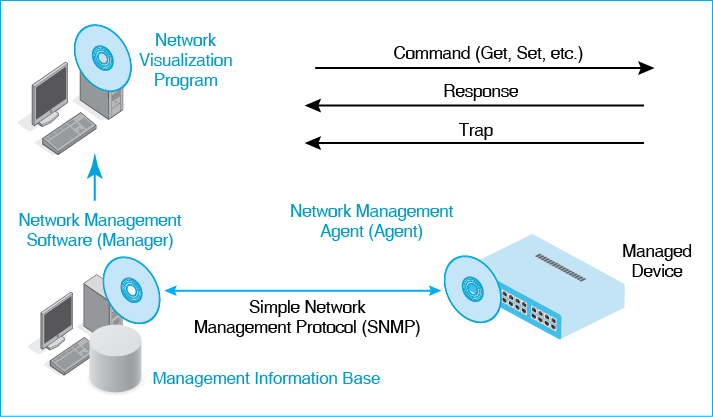 Network
Visualization
Program
Command (Get, Set, etc.)
Response
Trap
Network Management
Software (Manager)
Network Management
Agent (Agent)
Managed
Device
Simple Network
Management Protocol (SNMP)
Management Information Base